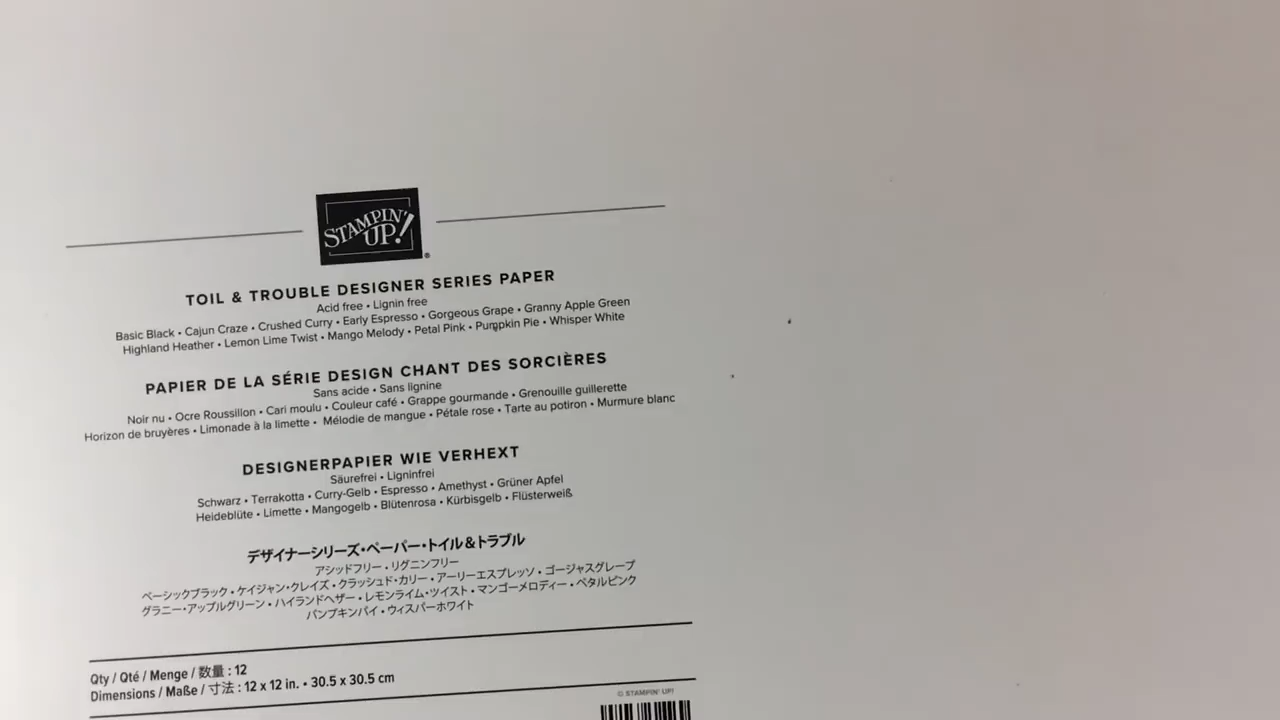 STAMPIN' UP!®
TOIL & TROUBLE DESIGNER SERIES PAPER
Acid free • Lignin free
Basic Black • Cajun Craze • Crushed Curry • Early Espresso • Gorgeous Grape • Granny Apple Green
Highland Heather • Lemon Lime Twist • Mango Melody • Petal Pink • Pumpkin Pie • Whisper White
PAPIER DE LA SÉRIE DESIGN CHANT DES SORCIÈRES
Sans acide • Sans lignine
Noir nu • Ocre Roussillon • Cari moulu • Couleur café • Grappe gourmande • Grenouille guillerette
Horizon de bruyères • Limonade à la limette • Mélodie de mangue • Pétale rose • Tarte au potiron • Murmure blanc
DESIGNERPAPIER WIE VERHEXT
Säurefrei • Ligninfrei
Schwarz • Terrakotta • Curry-Gelb • Espresso • Amethyst • Grüner Apfel
Heideblüte • Limette • Mangogelb • Blütenrosa • Kürbisgelb • Flüsterweiß
デザイナーシリーズ・ペーパー・トイル&トラブル
アシッドフリー • リグニンフリー
ベーシックブラック • ケイジャン・クレイズ • クラッシュド・カリー • アーリーエスプレッソ • ゴージャスグレープ
グラニー・アップルグリーン • ハイランドヘザー • レモンライム・ツイスト • マンゴーメロディー • ペタルピンク
パンプキンパイ • ウィスパーホワイト
Qty / Qté / Menge / 数量 : 12
Dimensions / Maße / 寸法 : 12 x 12 in. • 30.5 x 30.5 cm
© STAMPIN' UP!